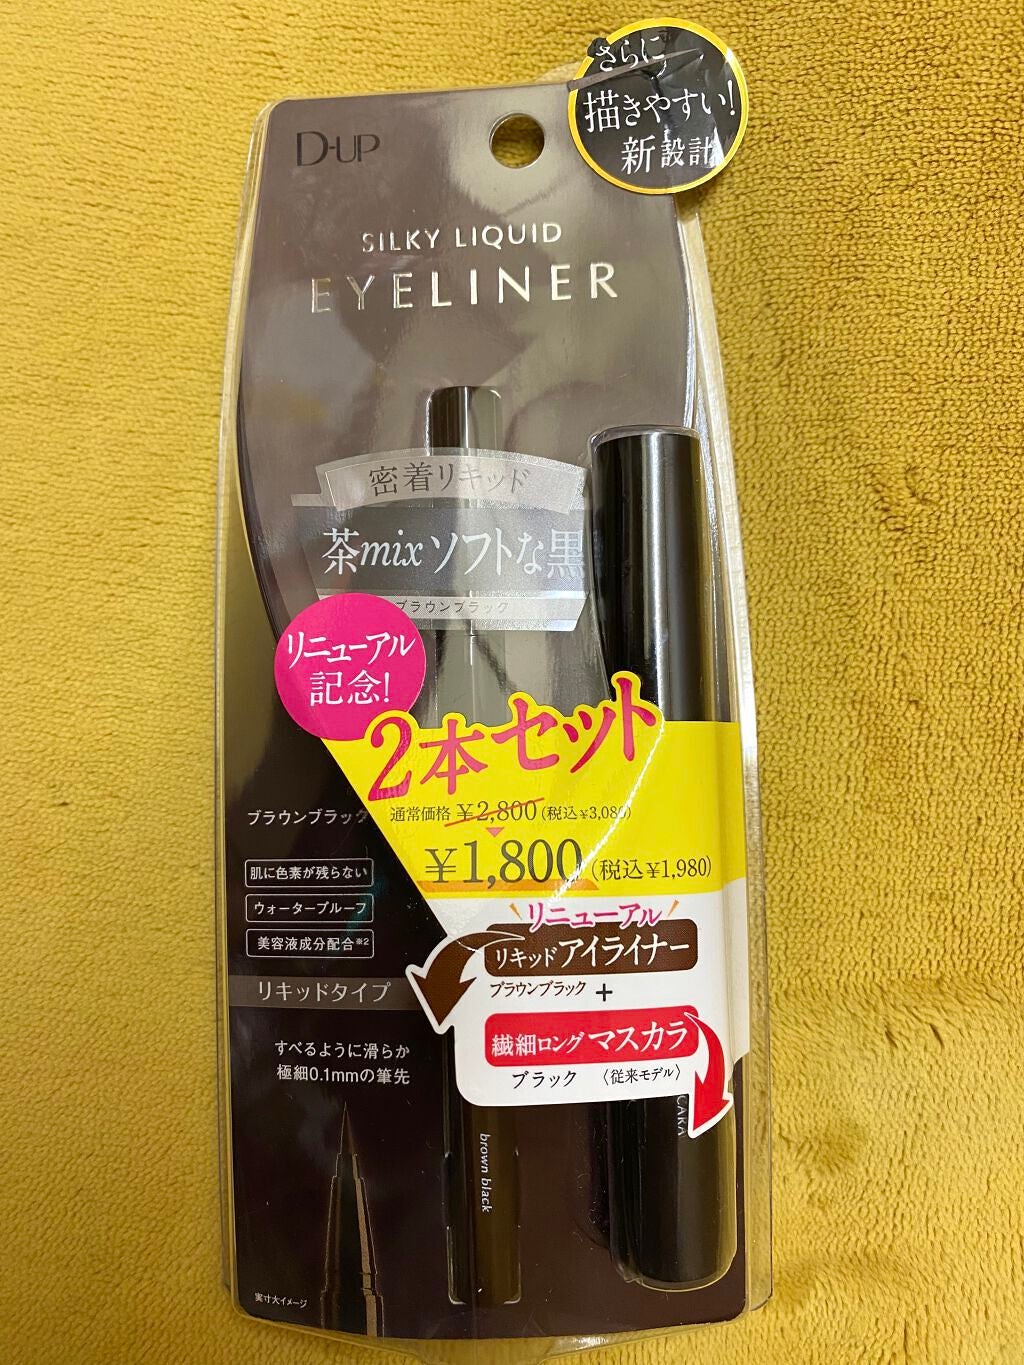 さらに
描きやすい!
新設計
D-UP
SILKY LIQUID
EYELINER
密着リキッド
茶mixソフトな黒
ブラウンブラック
リニューアル
記念!
2本セット
通常価格 ¥2,800(税込¥3,080)
¥1,800(税込¥1,980)
ブラウンブラック
肌に色素が残らない
ウォータープルーフ
美容液成分配合※2
リキッドタイプ
すべるように滑らか
極細0.1mmの筆先
リニューアル
リキッドアイライナー
ブラウンブラック +
繊細ロングマスカラ
ブラック 〈従来モデル〉
CARA
brown black
実寸大イメージ